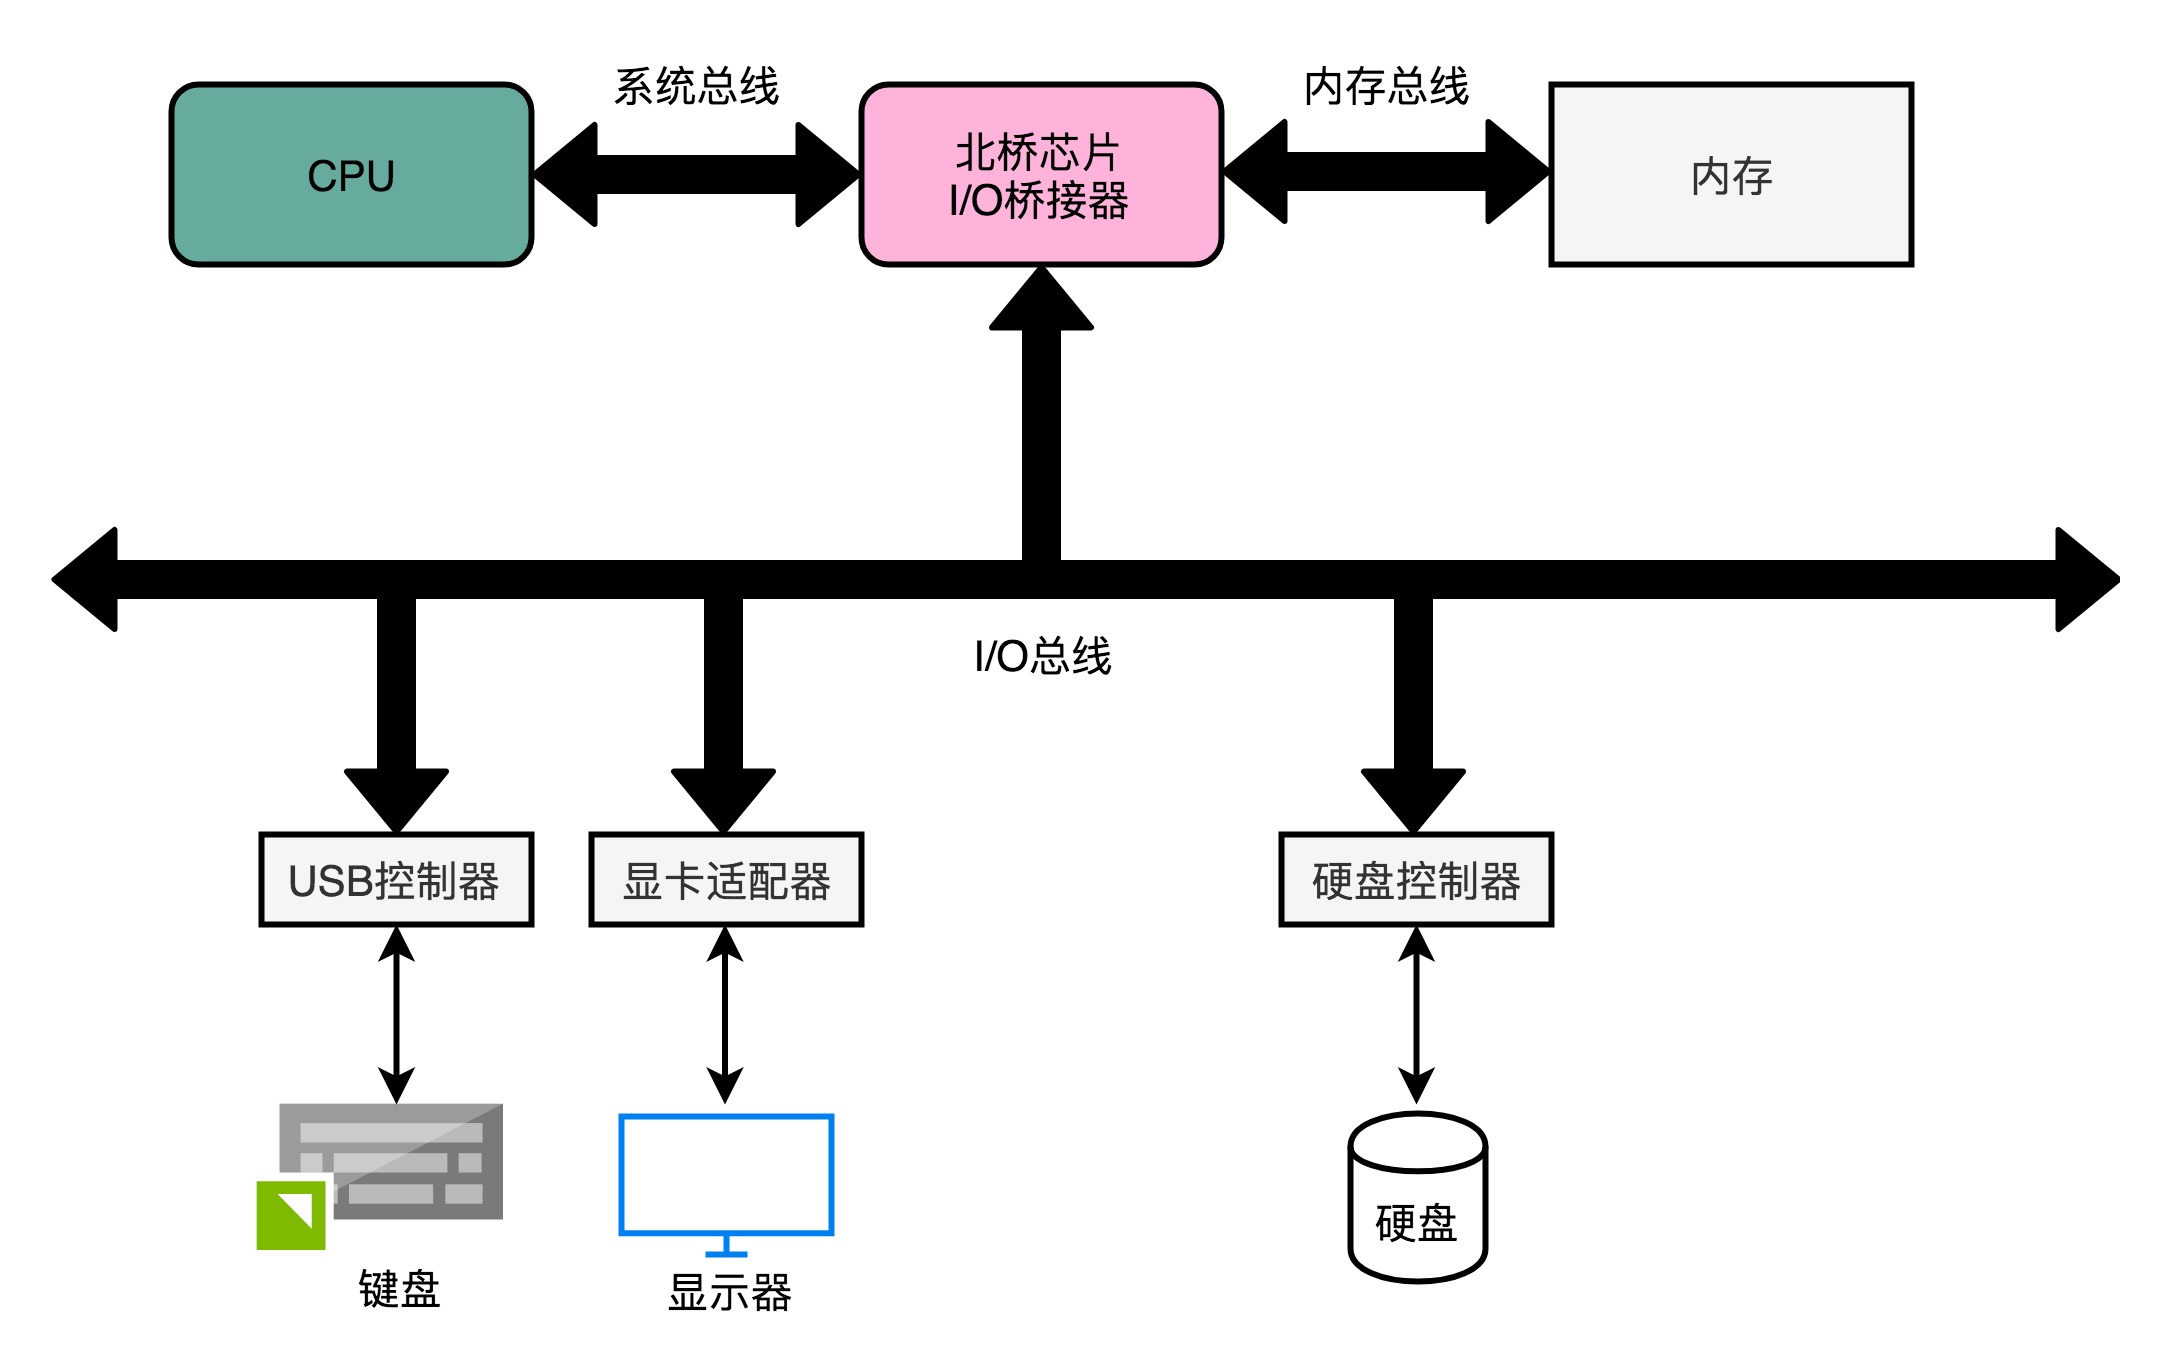 系统总线
内存总线
CPU
北桥芯片
I/O桥接器
内存
I/O总线
USB控制器
显卡适配器
硬盘控制器
硬盘
键盘
显示器